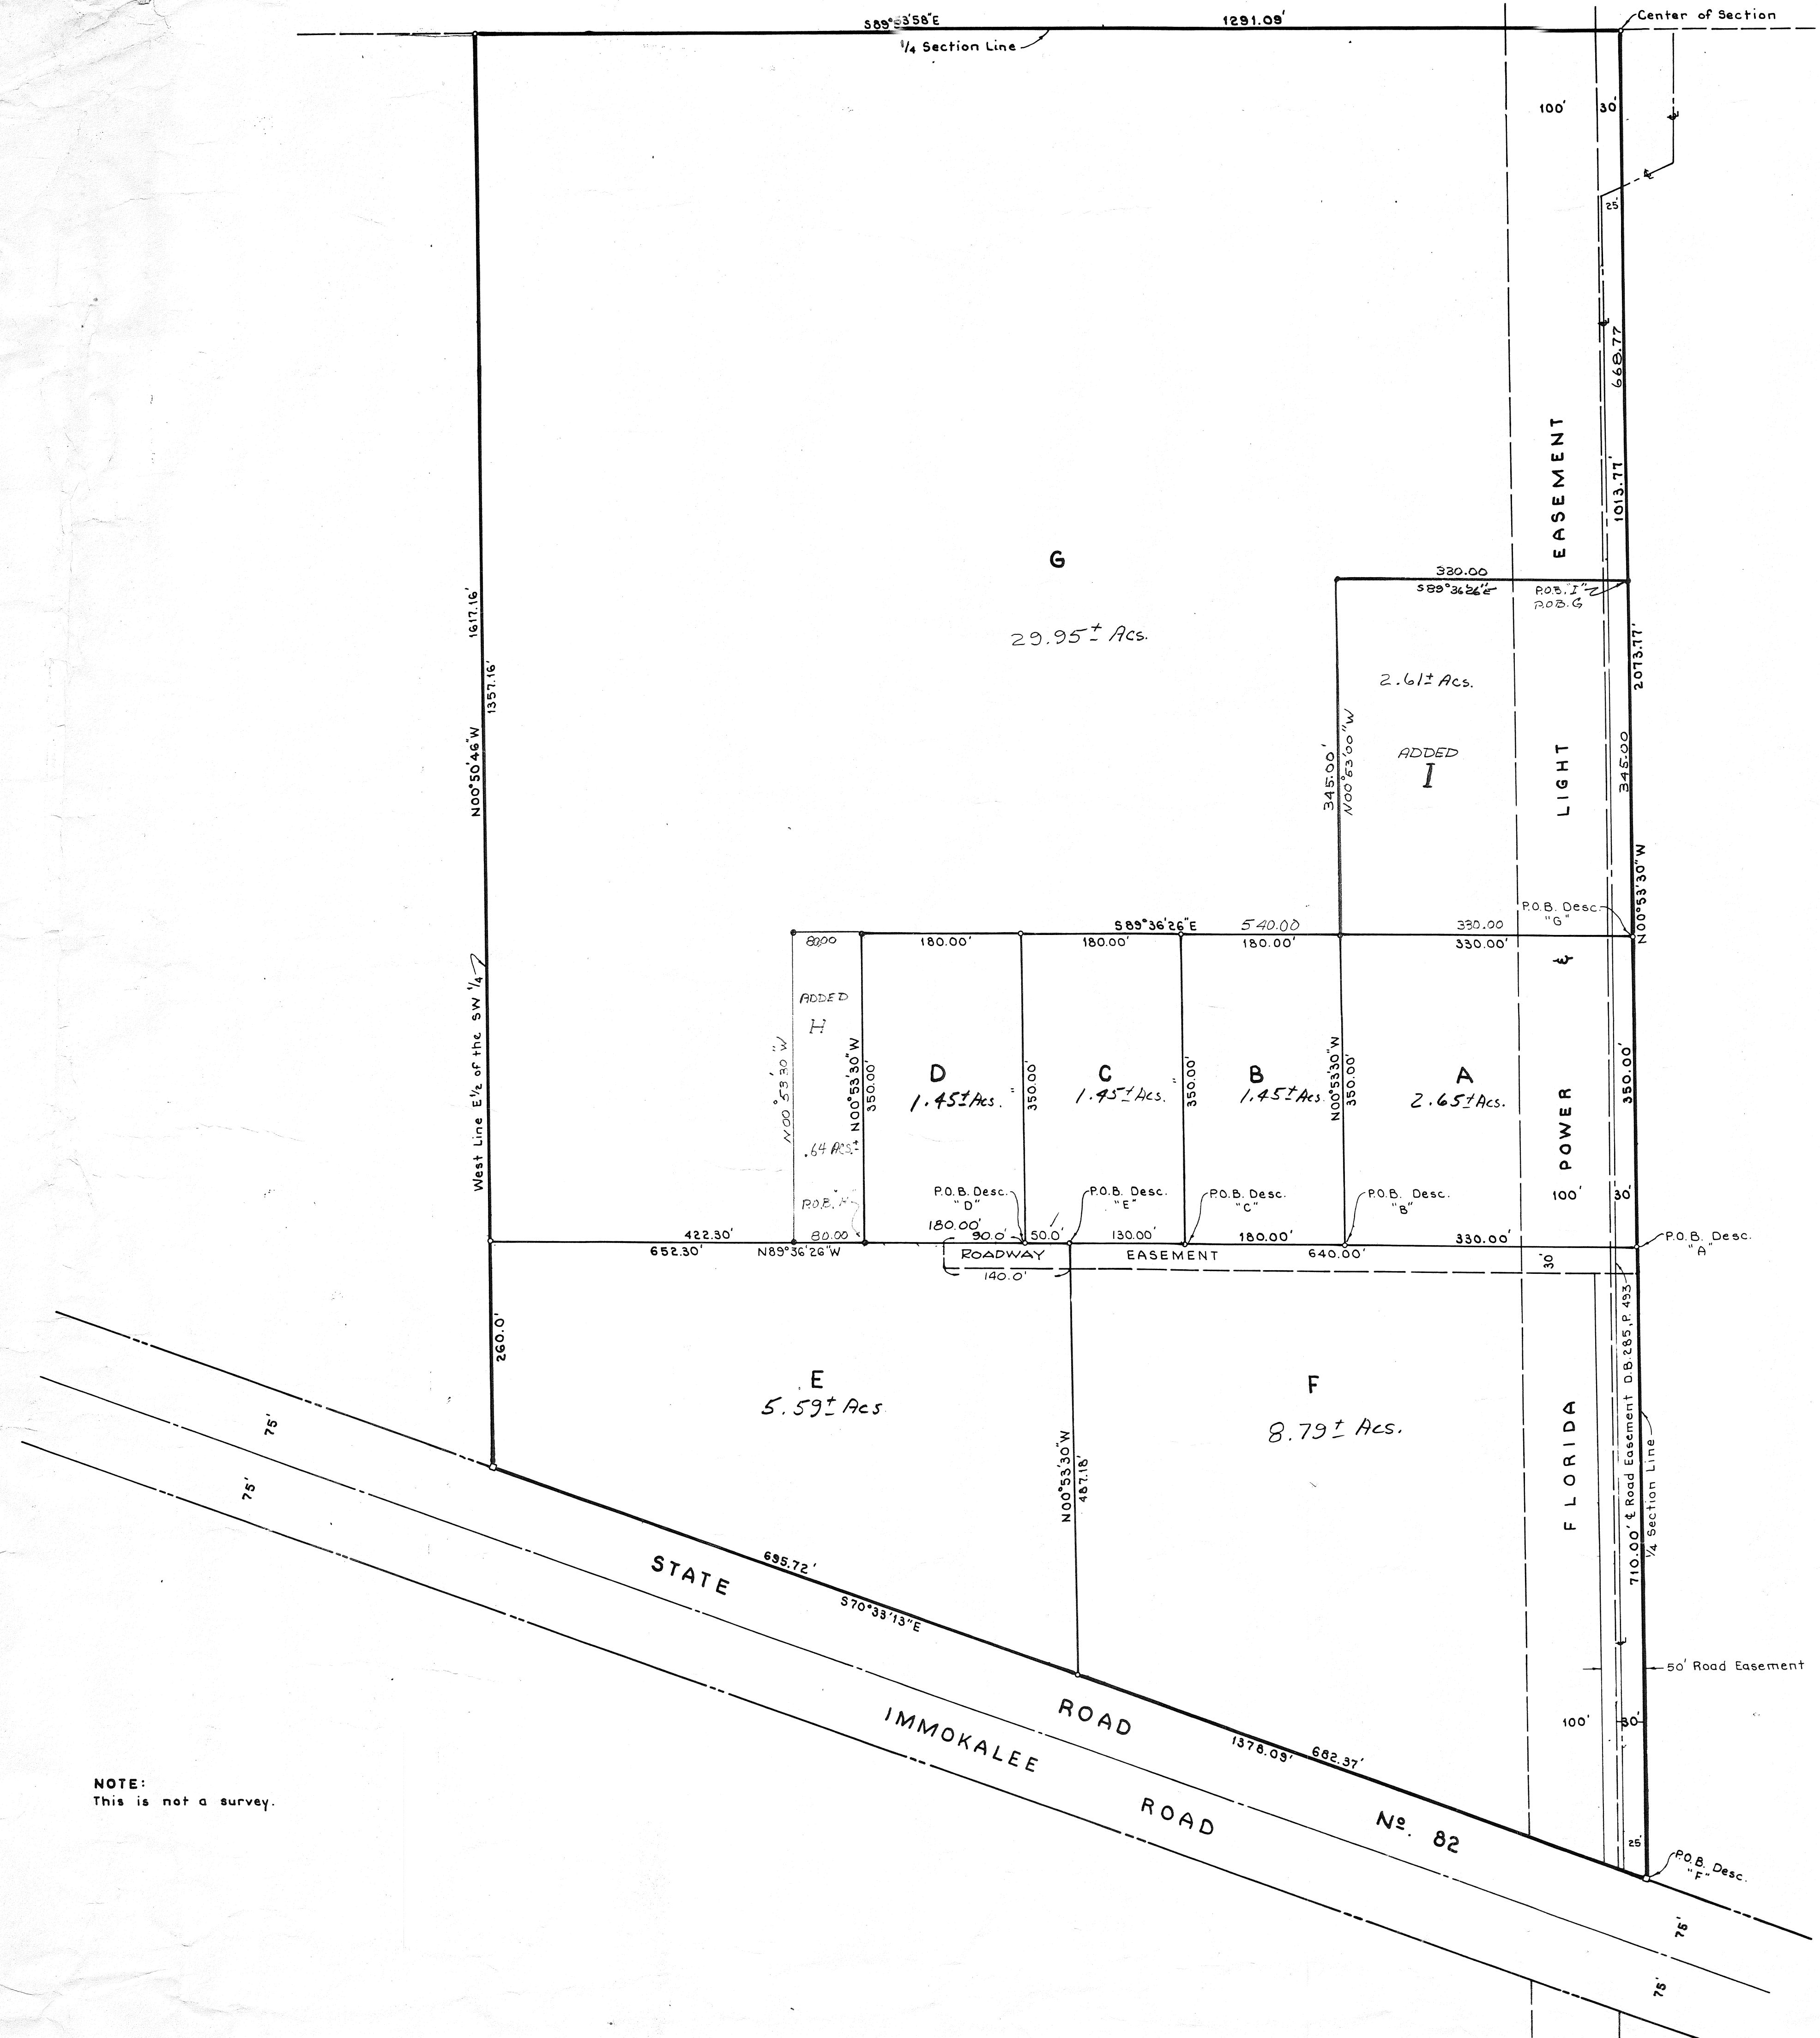 S89°53'58"E
1291.09'
1/4 Section Line
Center of Section
100'
30'
25'
668.77
1013.77'
EASEMENT
G
29.95± Acs.
330.00
S89°36'26"E
P.O.B. "I"
P.O.B. G
1617.16'
1357.16'
N00°50'46"W
2073.77'
2.61± Acs.
ADDED
I
345.00'
N00°53'00"W
LIGHT
345.00
N00°53'30"W
P.O.B. Desc.
"G"
S89°36'26"E
540.00
330.00
80.00
180.00'
180.00'
180.00'
330.00'
&
West Line E 1/2 of the SW 1/4
ADDED
H
N00°53'30"W
.64 ACS.±
P.O.B. "H"
N00°53'30"W
350.00'
D
1.45± Acs.
350.00'
C
1.45± Acs.
350.00'
B
1.45± Acs.
N00°53'30"W
350.00'
A
2.65± Acs.
POWER
350.00'
100'
30'
P.O.B. Desc.
"D"
P.O.B. Desc.
"E"
P.O.B. Desc.
"C"
P.O.B. Desc.
"B"
P.O.B. Desc.
"A"
422.30'
80.00
180.00'
90.0'
50.0'
130.00'
180.00'
330.00'
652.30'
N89°36'26"W
ROADWAY
EASEMENT
640.00'
30'
140.0'
260.0'
E
5.59± Acs.
F
8.79± Acs.
N00°53'30"W
487.18'
FLORIDA
710.00'
℄ Road Easement D.B. 285, P. 493
1/4 Section Line
75'
75'
695.72'
S70°33'13"E
STATE
ROAD
No. 82
IMMOKALEE
ROAD
1378.09'
682.37'
50' Road Easement
100'
30'
25'
P.O.B. Desc.
"F"
75'
75'
NOTE:
This is not a survey.